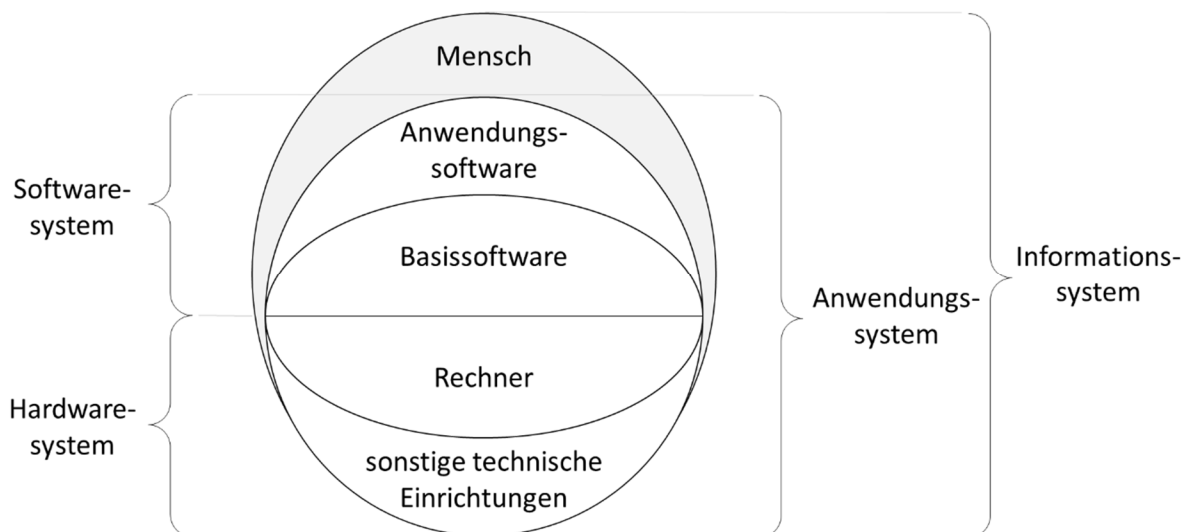 Mensch
Anwendungs-
software
Basissoftware
Rechner
sonstige technische
Einrichtungen
Software-
system
Hardware-
system
Anwendungs-
system
Informations-
system